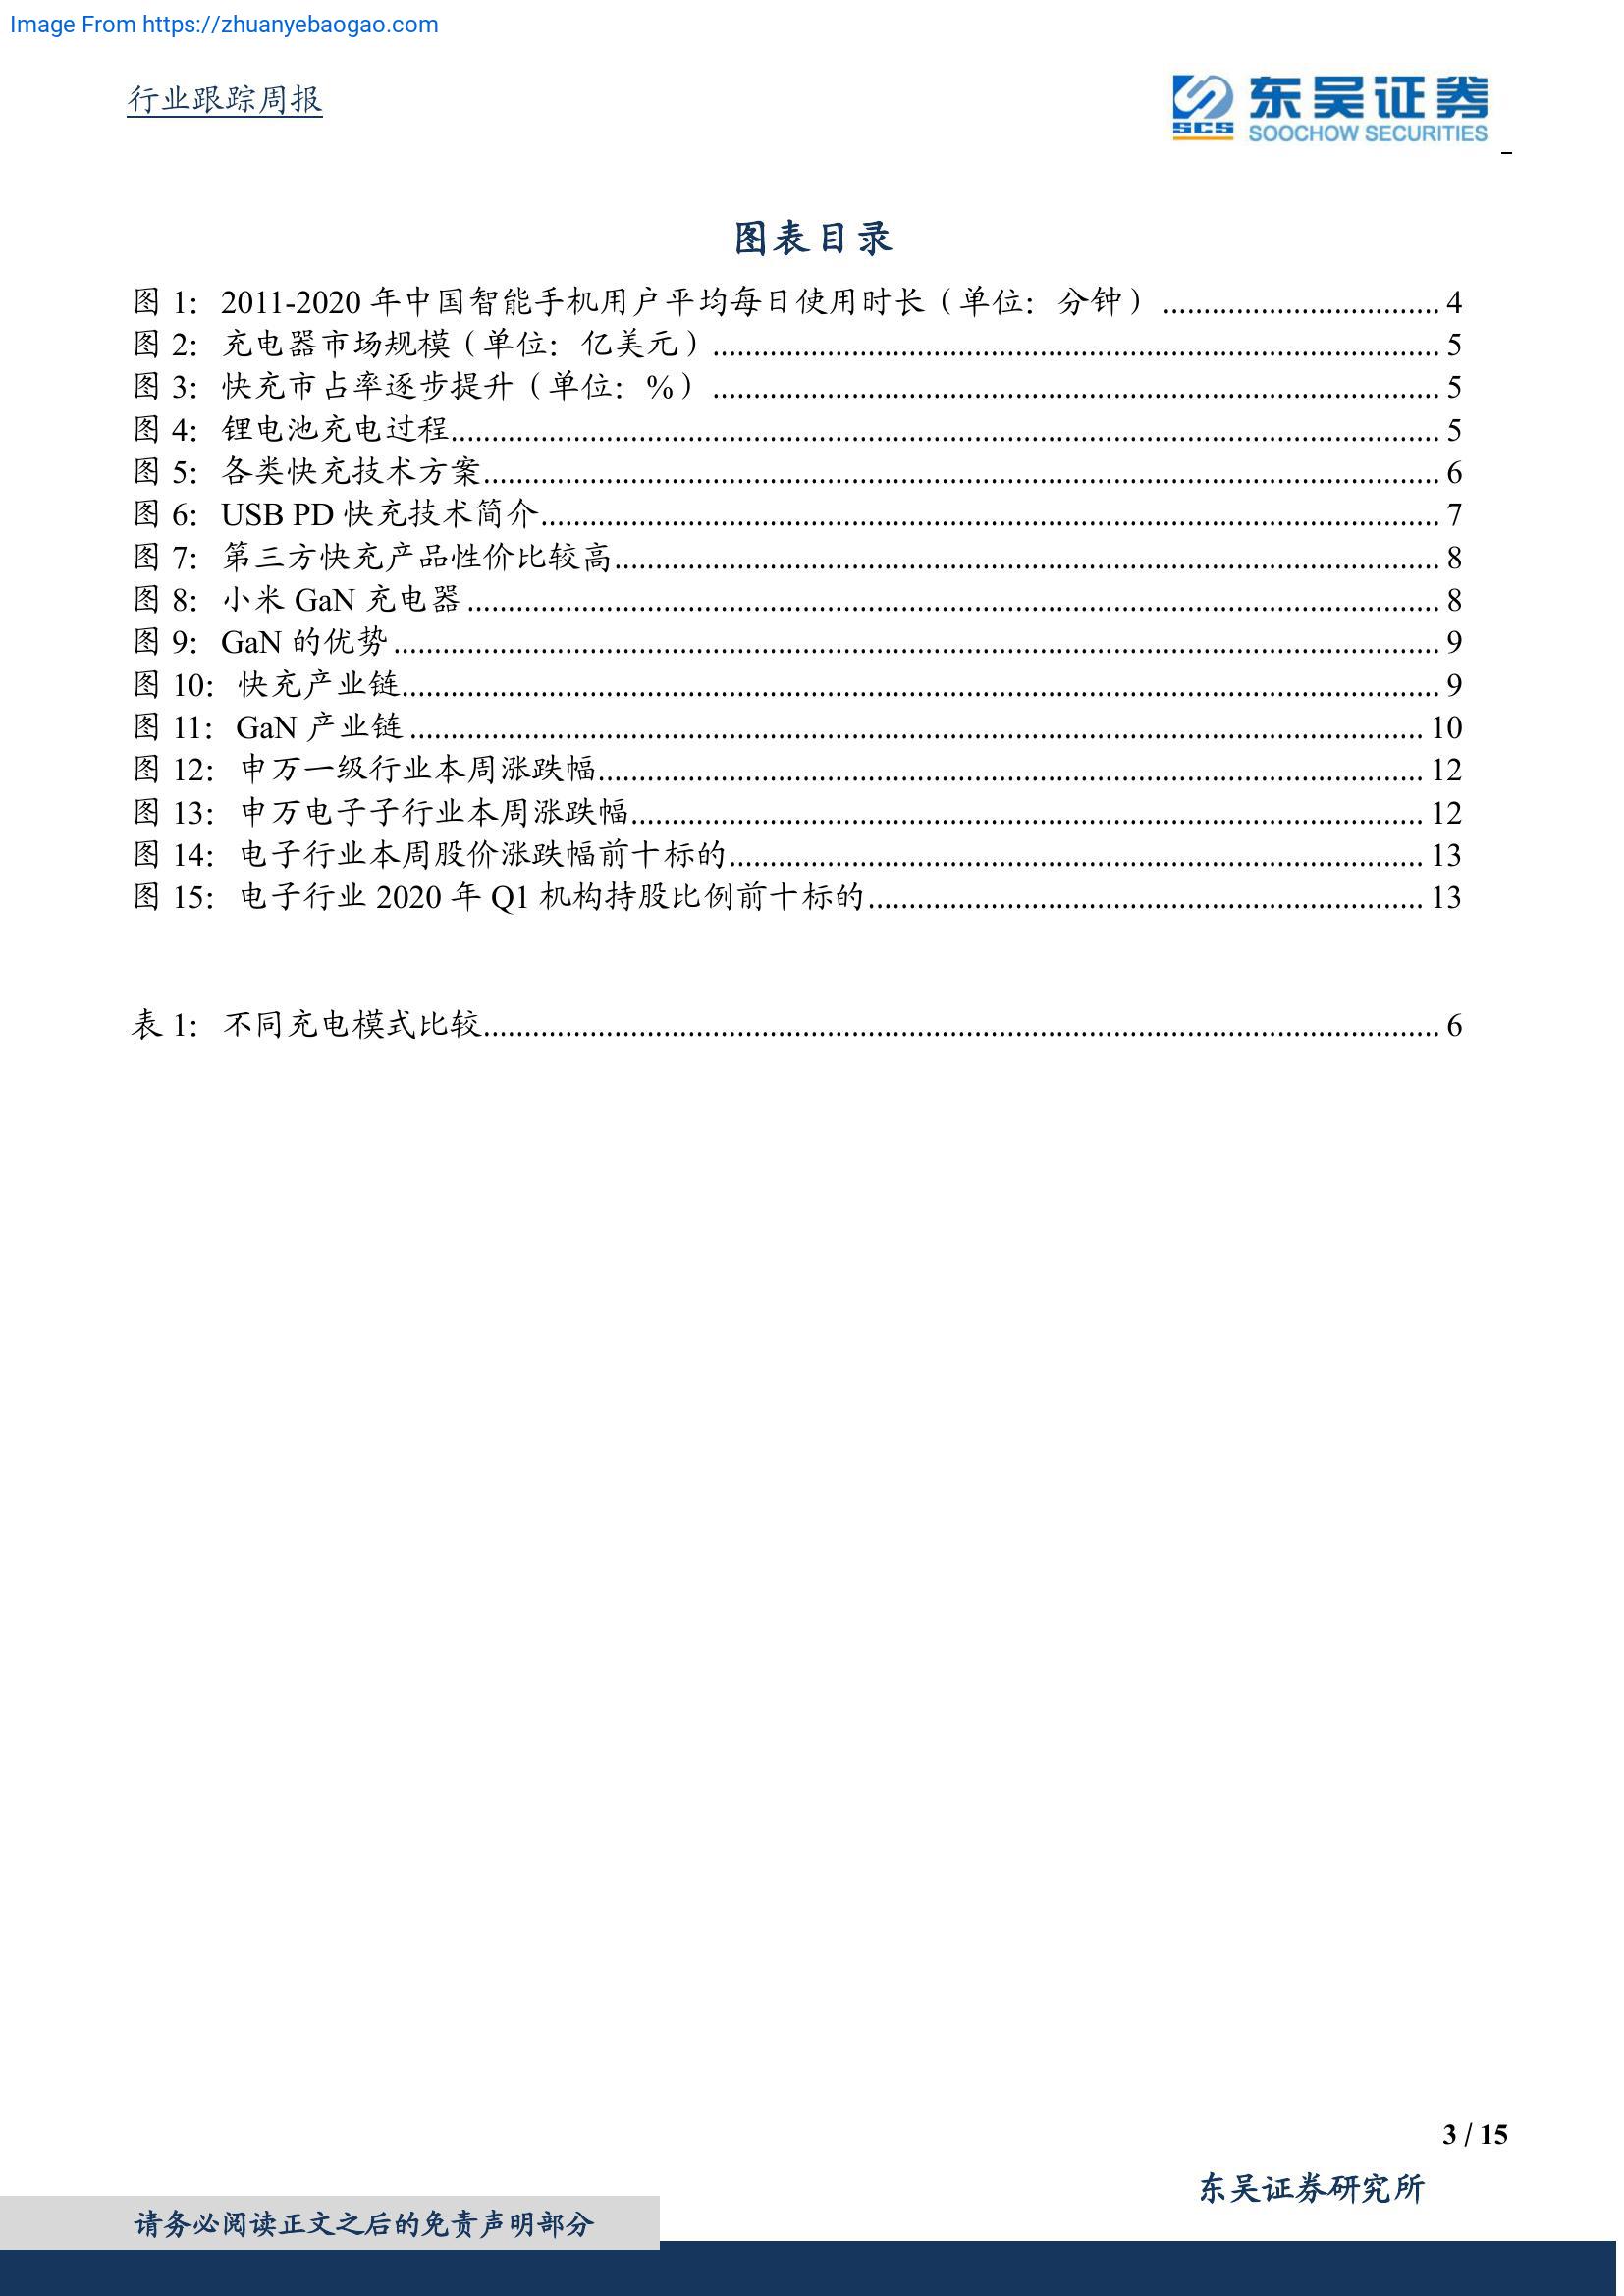 Image From https://zhuanyebaogao.com
行业跟踪周报
东吴证券
SCS
SOOCHOW SECURITIES
图表目录
图 1：2011-2020 年中国智能手机用户平均每日使用时长（单位：分钟）.................................. 4
图 2：充电器市场规模（单位：亿美元）......................................................................................... 5
图 3：快充市占率逐步提升（单位：%）......................................................................................... 5
图 4：锂电池充电过程......................................................................................................................... 5
图 5：各类快充技术方案..................................................................................................................... 6
图 6：USB PD 快充技术简介.............................................................................................................. 7
图 7：第三方快充产品性价比较高..................................................................................................... 8
图 8：小米 GaN 充电器....................................................................................................................... 8
图 9：GaN 的优势................................................................................................................................ 9
图 10：快充产业链............................................................................................................................... 9
图 11：GaN 产业链............................................................................................................................ 10
图 12：申万一级行业本周涨跌幅..................................................................................................... 12
图 13：申万电子子行业本周涨跌幅................................................................................................. 12
图 14：电子行业本周股价涨跌幅前十标的..................................................................................... 13
图 15：电子行业 2020 年 Q1 机构持股比例前十标的.................................................................... 13
表 1：不同充电模式比较..................................................................................................................... 6
3 / 15
东吴证券研究所
请务必阅读正文之后的免责声明部分